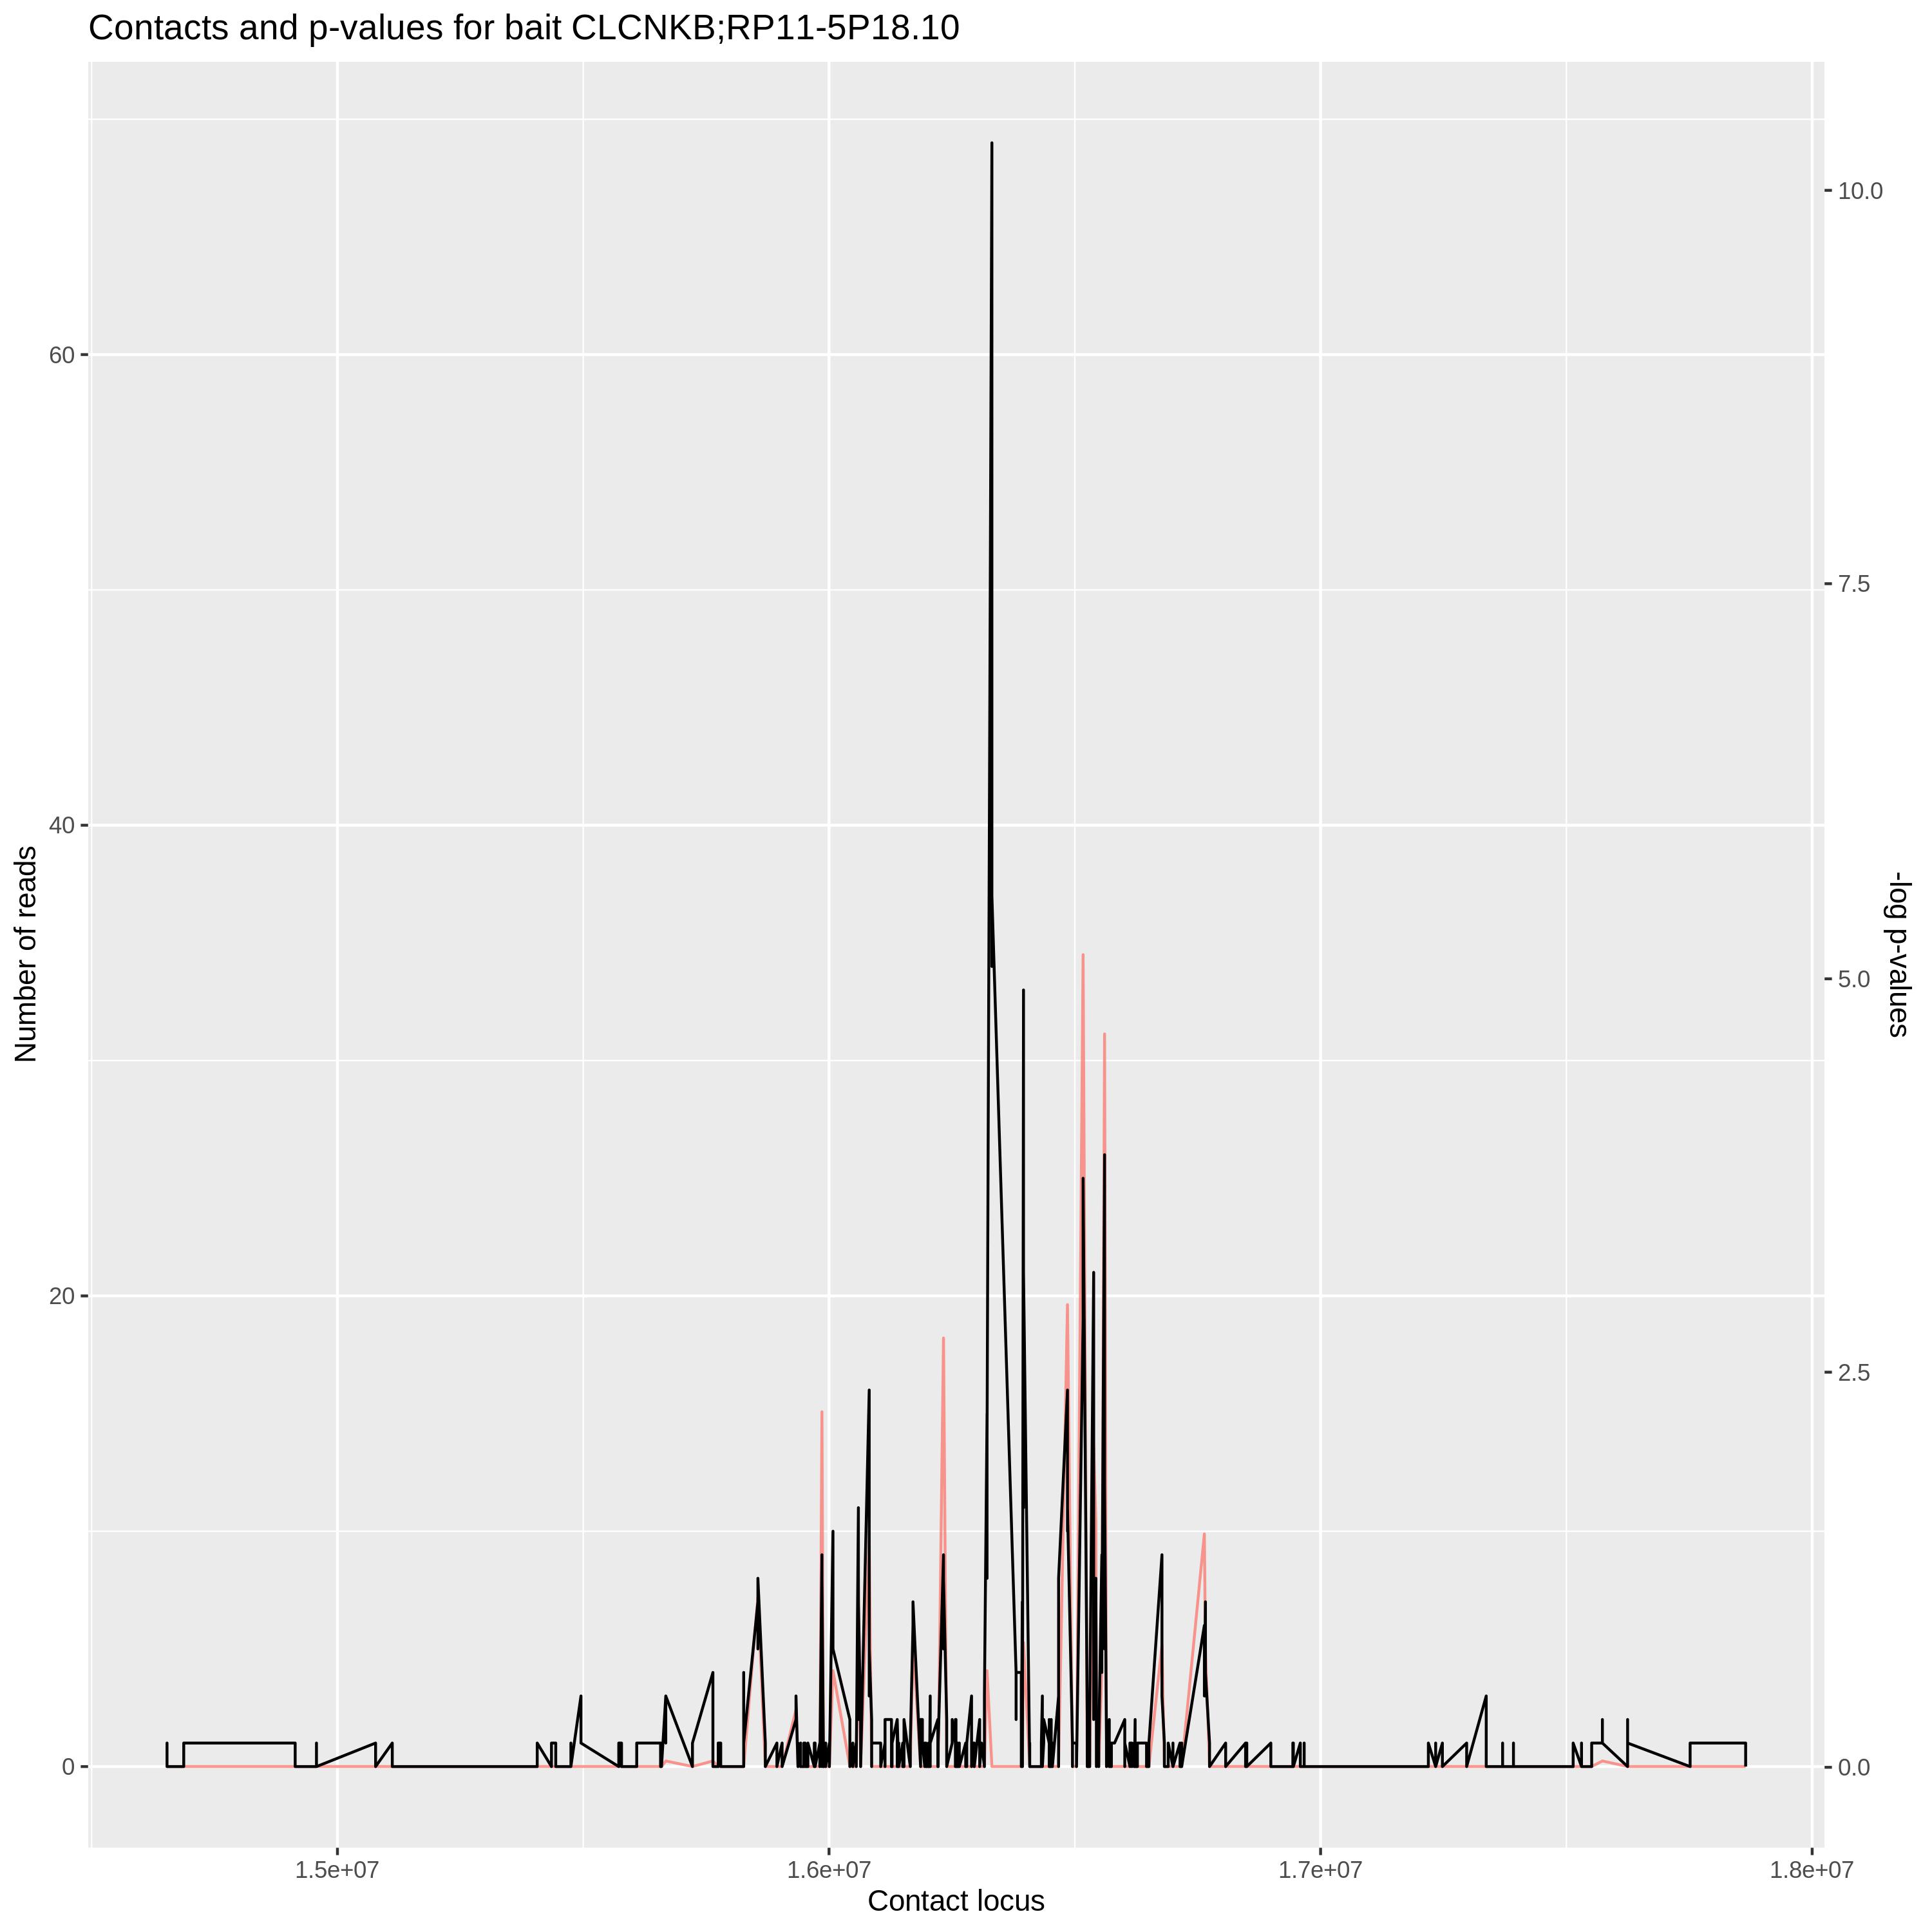 Contacts and p-values for bait CLCNKB;RP11-5P18.10
60
40
20
0
Number of reads
10.0
7.5
5.0
2.5
0.0
-log p-values
1.5e+07
1.6e+07
1.7e+07
1.8e+07
Contact locus